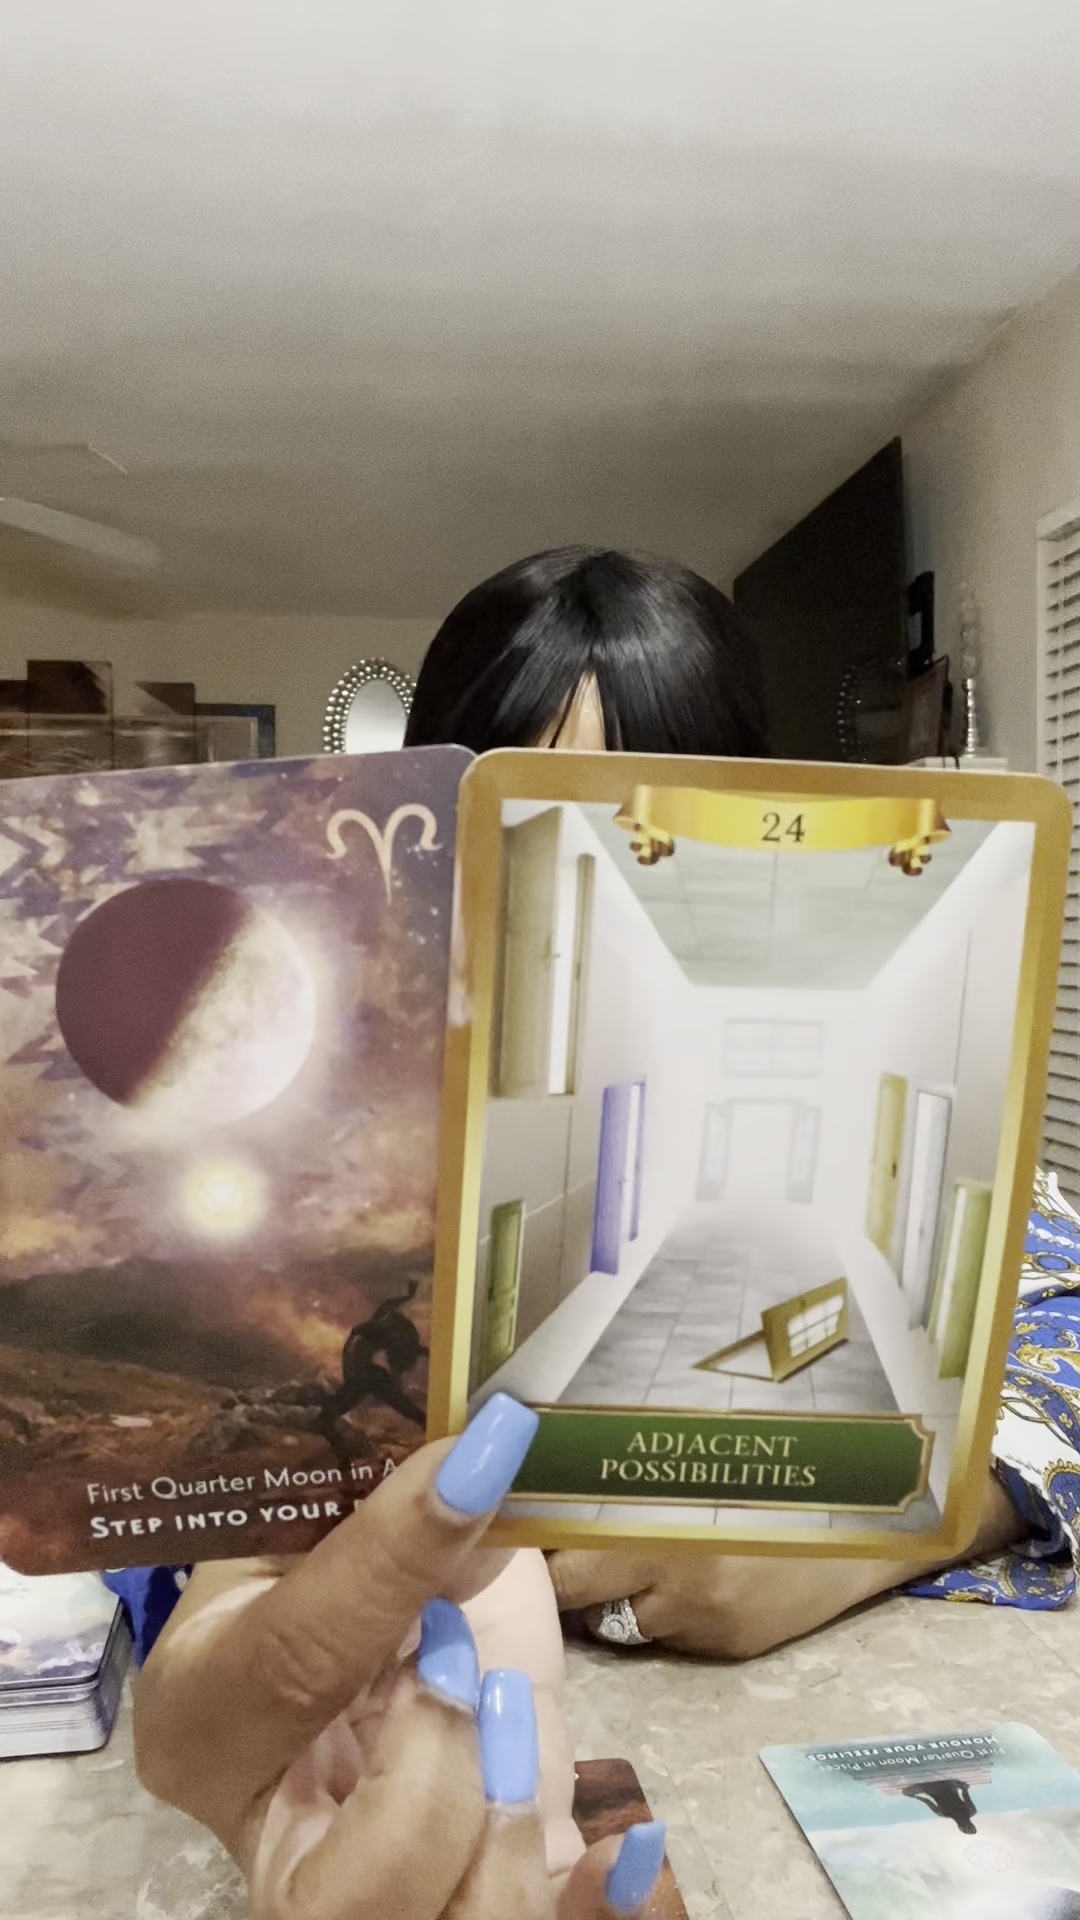 First Quarter Moon in
STEP INTO YOUR
24
ADJACENT
POSSIBILITIES
First Quarter Moon in Pisces
HONOUR YOUR FEELINGS